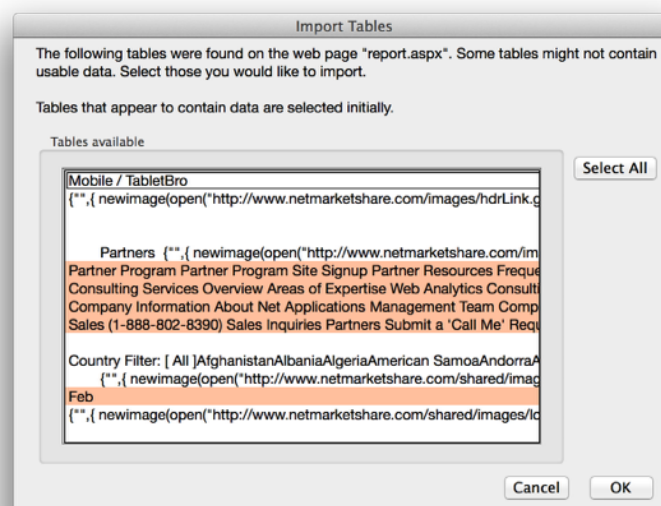 Import Tables
The following tables were found on the web page "report.aspx". Some tables might not contain
usable data. Select those you would like to import.
Tables that appear to contain data are selected initially.
Tables available
Select All
Mobile / TabletBro
{"",{ newimage(open("http://www.netmarketshare.com/images/hdrLink.g
Partners {"",{ newimage(open("http://www.netmarketshare.com/im
Partner Program Partner Program Site Signup Partner Resources Freque
Consulting Services Overview Areas of Expertise Web Analytics Consulti
Company Information About Net Applications Management Team Comp
Sales (1-888-802-8390) Sales Inquiries Partners Submit a 'Call Me' Requ
Country Filter: [ All ]AfghanistanAlbaniaAlgeriaAmerican SamoaAndorraA
{"",{ newimage(open("http://www.netmarketshare.com/shared/imag
Feb
{"",{ newimage(open("http://www.netmarketshare.com/shared/images/lo
Cancel
OK